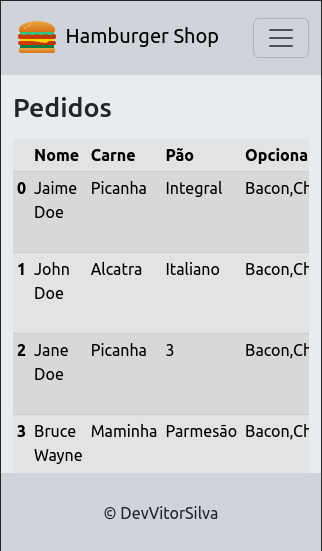 Hamburger Shop
Pedidos
Nome Carne Pão Opciona
0 Jaime Doe Picanha Integral Bacon,Ch
1 John Doe Alcatra Italiano Bacon,Ch
2 Jane Doe Picanha 3 Bacon,Ch
3 Bruce Wayne Maminha Parmesão Bacon,Ch
© DevVitorSilva